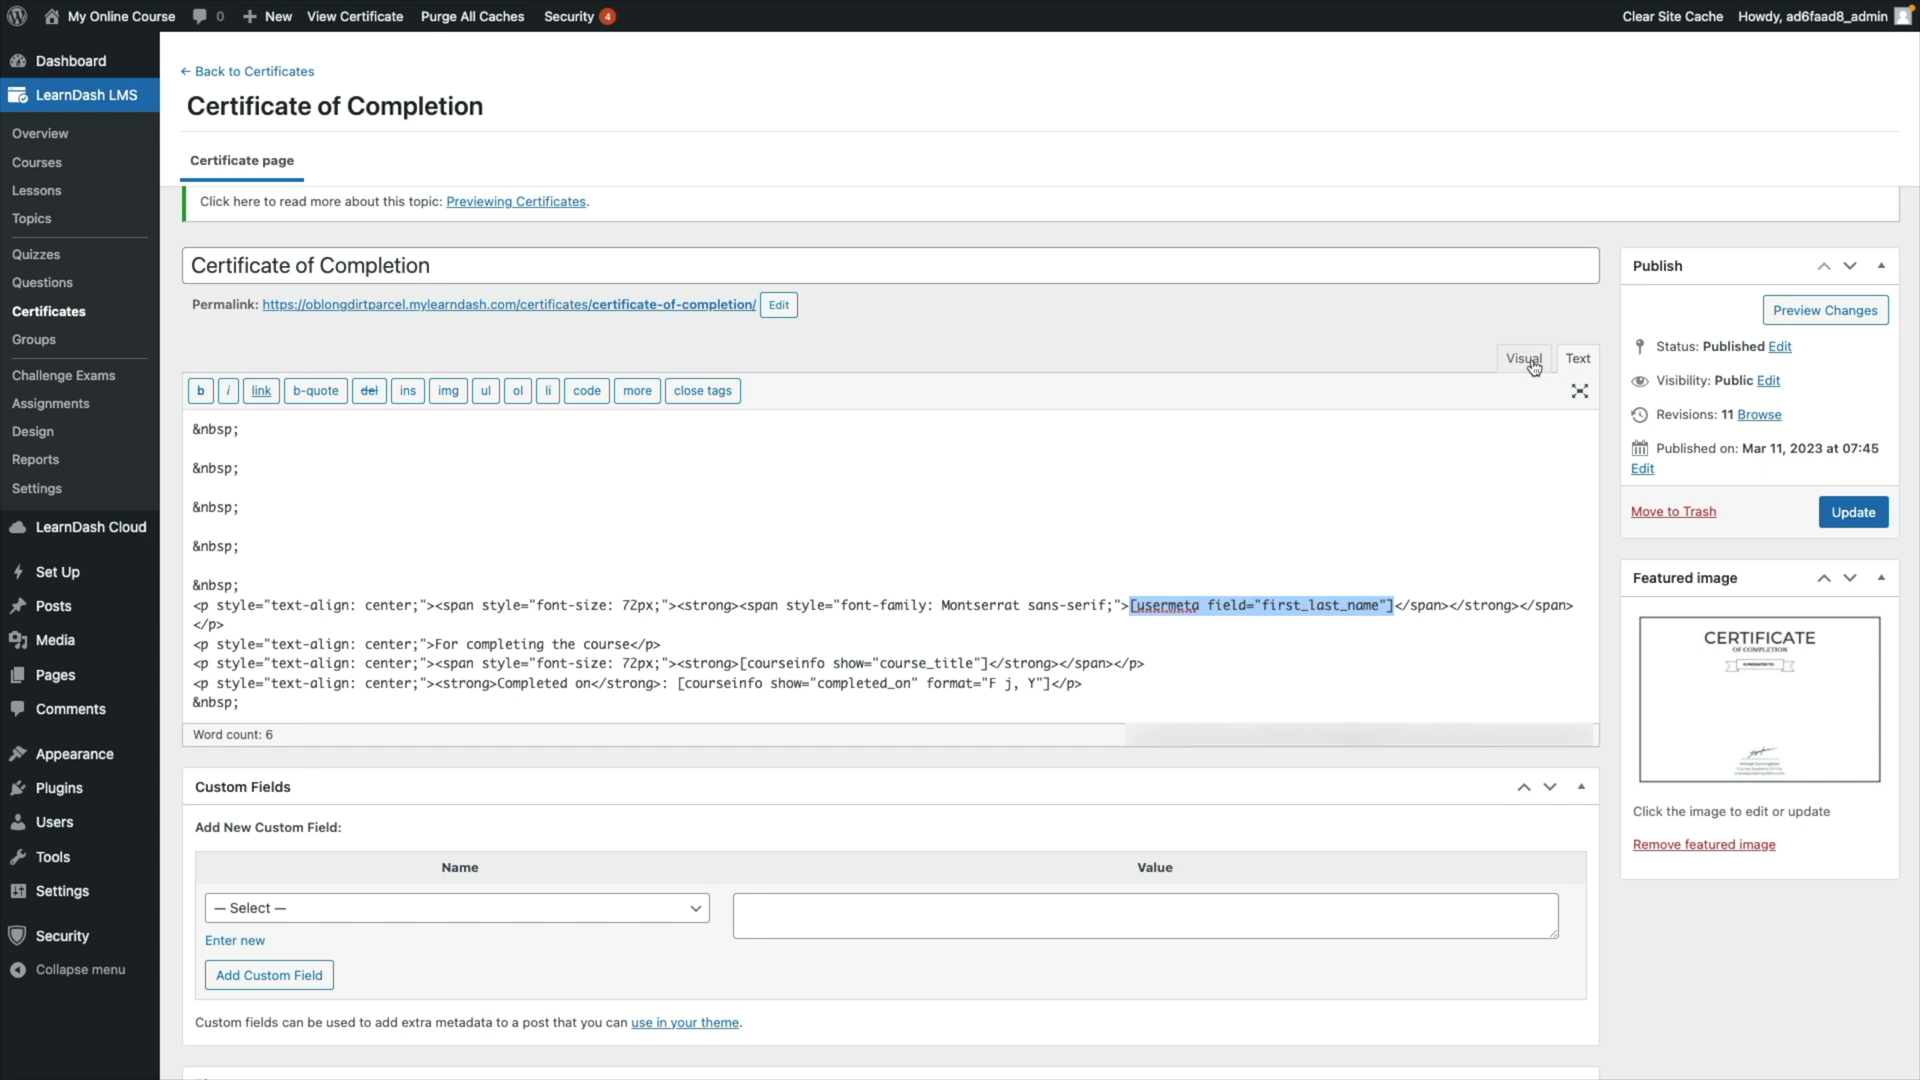 My Online Course 0 New View Certificate Purge All Caches Security 4 Clear Site Cache Howdy, ad6faad8_admin
Dashboard
LearnDash LMS
Overview
Courses
Lessons
Topics
Quizzes
Questions
Certificates
Groups
Challenge Exams
Assignments
Design
Reports
Settings
LearnDash Cloud
Set Up
Posts
Media
Pages
Comments
Appearance
Plugins
Users
Tools
Settings
Security
Collapse menu
← Back to Certificates
Certificate of Completion
Certificate page
Click here to read more about this topic: Previewing Certificates.
Certificate of Completion
Permalink: https://oblongdirtparcel.mylearndash.com/certificates/certificate-of-completion/ Edit
Visual Text
b i link b-quote del ins img ul ol li code more close tags
&nbsp;
&nbsp;
&nbsp;
&nbsp;
&nbsp;
<p style="text-align: center;"><span style="font-size: 72px;"><strong><span style="font-family: Montserrat sans-serif;">[usermeta field="first_last_name"]</span></strong></span>
</p>
<p style="text-align: center;">For completing the course</p>
<p style="text-align: center;"><span style="font-size: 72px;"><strong>[courseinfo show="course_title"]</strong></span></p>
<p style="text-align: center;"><strong>Completed on</strong>: [courseinfo show="completed_on" format="F j, Y"]</p>
&nbsp;
Word count: 6
Custom Fields
Add New Custom Field:
Name Value
— Select —
Enter new
Add Custom Field
Custom fields can be used to add extra metadata to a post that you can use in your theme.
Publish
Preview Changes
Status: Published Edit
Visibility: Public Edit
Revisions: 11 Browse
Published on: Mar 11, 2023 at 07:45
Edit
Move to Trash Update
Featured image
CERTIFICATE
OF COMPLETION
Click the image to edit or update
Remove featured image